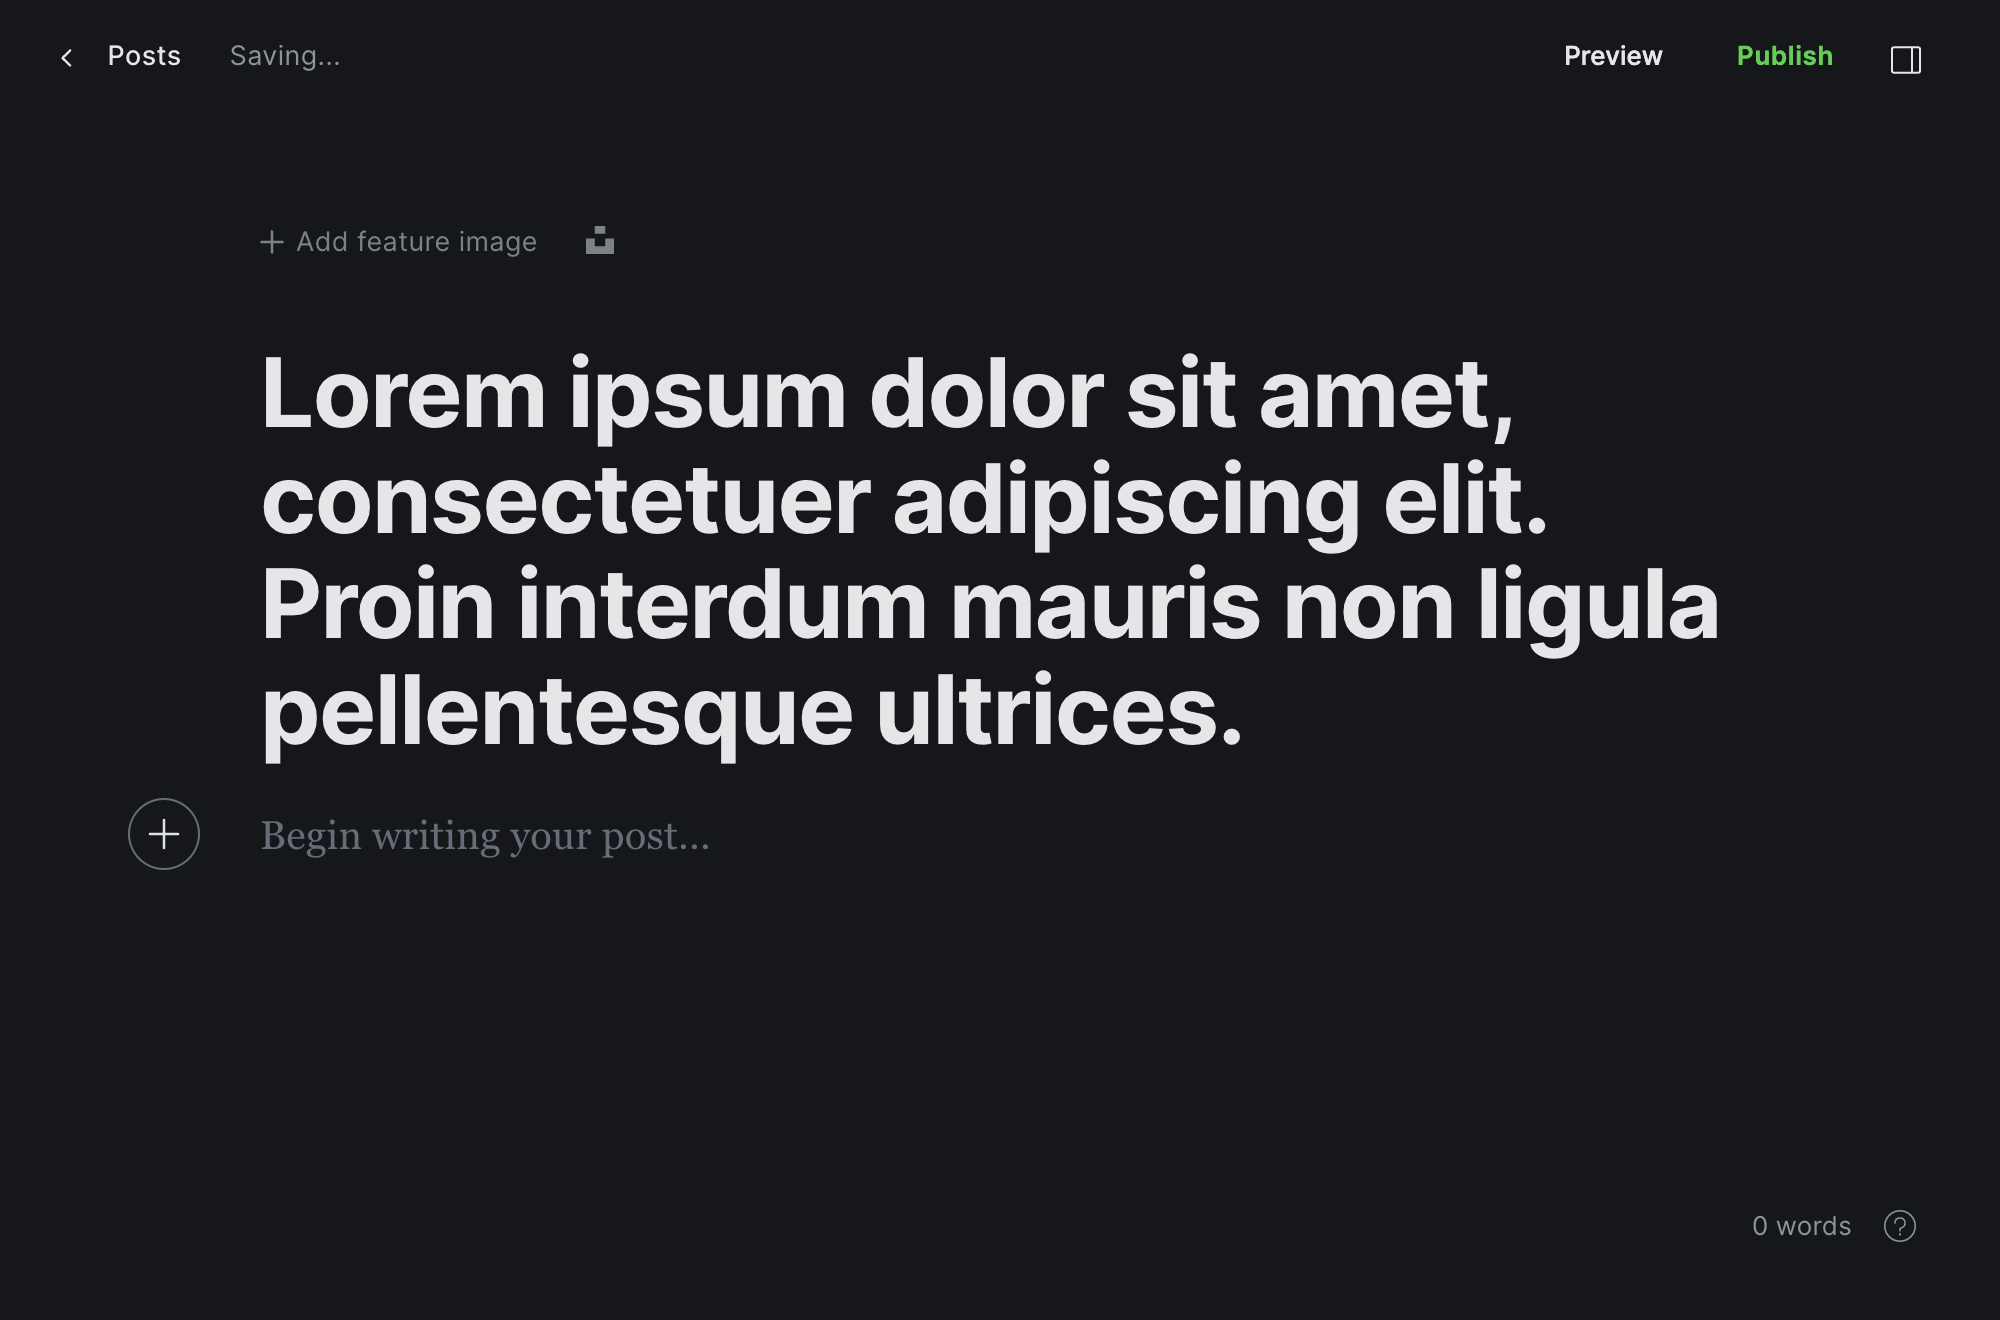 Posts
Saving...
Preview
Publish
Add feature image
Lorem ipsum dolor sit amet,
consectetuer adipiscing elit.
Proin interdum mauris non ligula
pellentesque ultrices.
Begin writing your post...
0 words
?